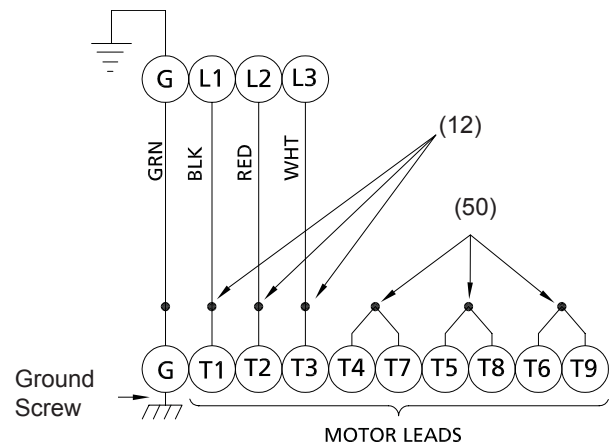 G L1 L2 L3
(12)
GRN BLK RED WHT
(50)
G T1 T2 T3 T4 T7 T5 T8 T6 T9
Ground
Screw
MOTOR LEADS